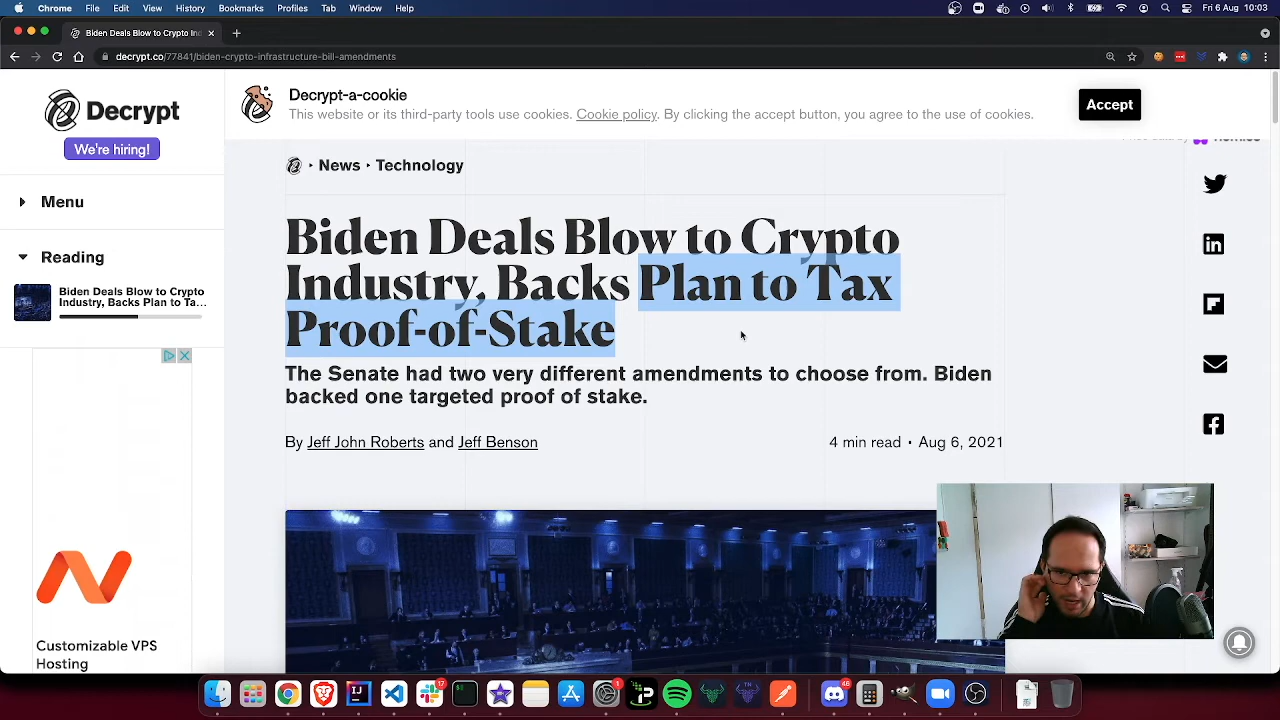 Chrome File Edit View History Bookmarks Profiles Tab Window Help Fri 6 Aug 10:03
Biden Deals Blow to Crypto Ind
decrypt.co/77841/biden-crypto-infrastructure-bill-amendments
Decrypt
We're hiring!
Menu
Reading
Biden Deals Blow to Crypto
Industry, Backs Plan to Ta...
Customizable VPS
Hosting
Decrypt-a-cookie
This website or its third-party tools use cookies. Cookie policy. By clicking the accept button, you agree to the use of cookies.
Accept
News Technology
Biden Deals Blow to Crypto
Industry, Backs Plan to Tax
Proof-of-Stake
The Senate had two very different amendments to choose from. Biden
backed one targeted proof of stake.
By Jeff John Roberts and Jeff Benson 4 min read • Aug 6, 2021
17
1
46